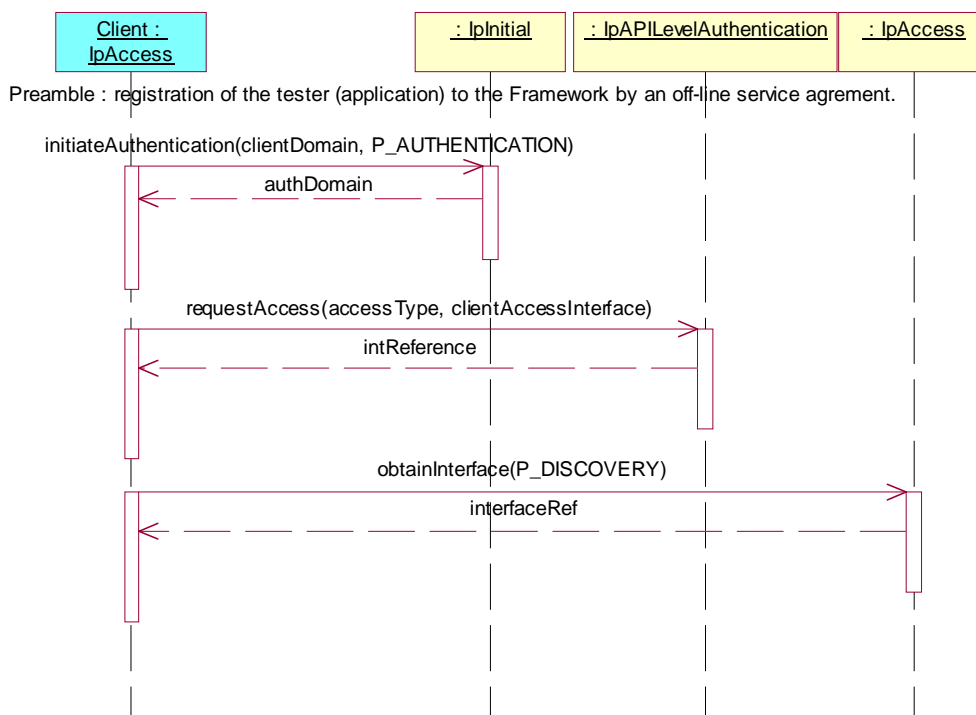 Client :
IpAccess
: IpInitial
: IpAPILevelAuthentication
: IpAccess
Preamble : registration of the tester (application) to the Framework by an off-line service agrement.
initiateAuthentication(clientDomain, P_AUTHENTICATION)
authDomain
requestAccess(accessType, clientAccessInterface)
intReference
obtainInterface(P_DISCOVERY)
interfaceRef